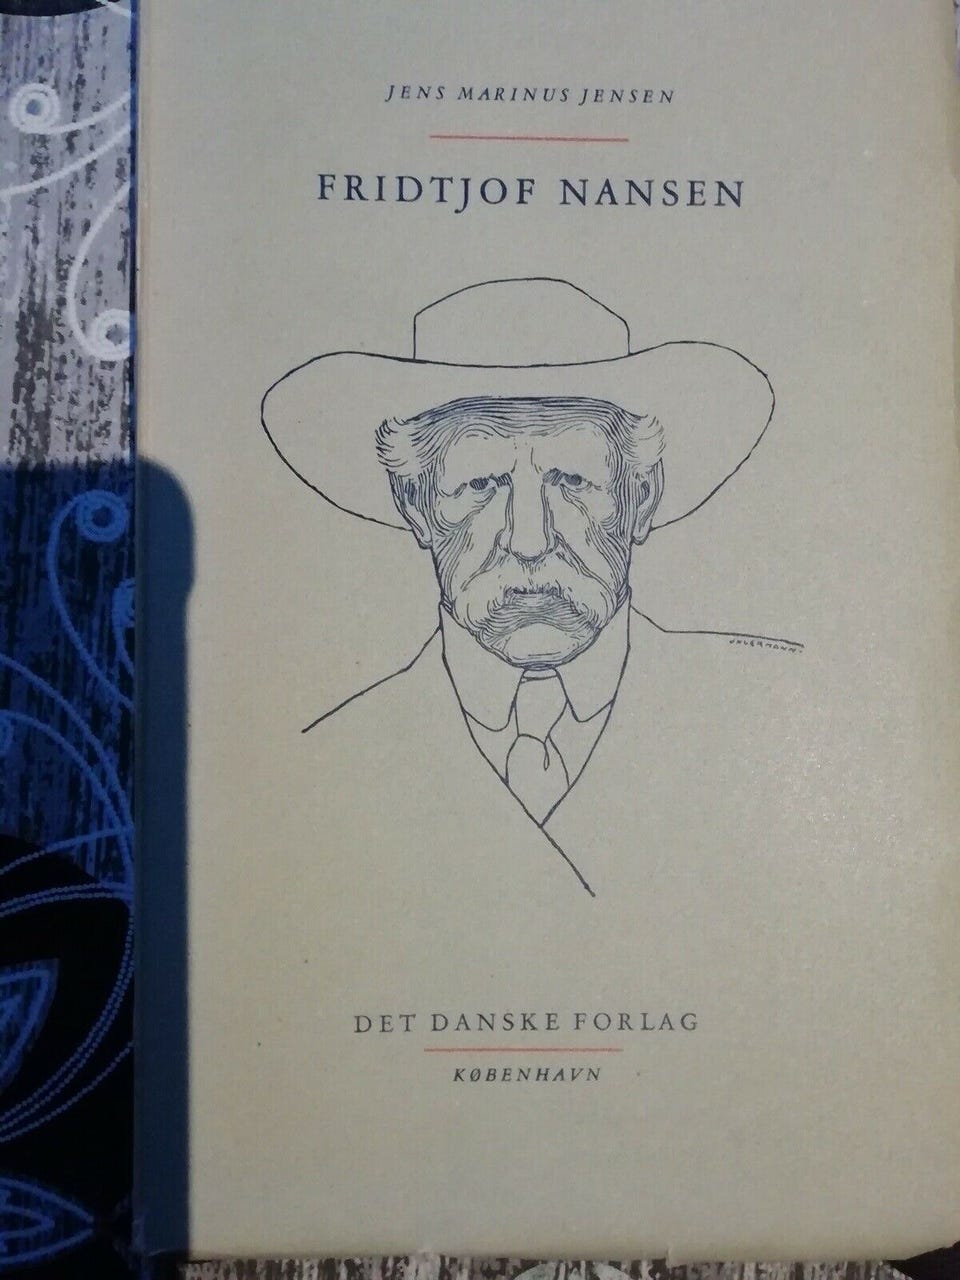 JENS MARINUS JENSEN
FRIDTJOF NANSEN
DET DANSKE FORLAG
KØBENHAVN